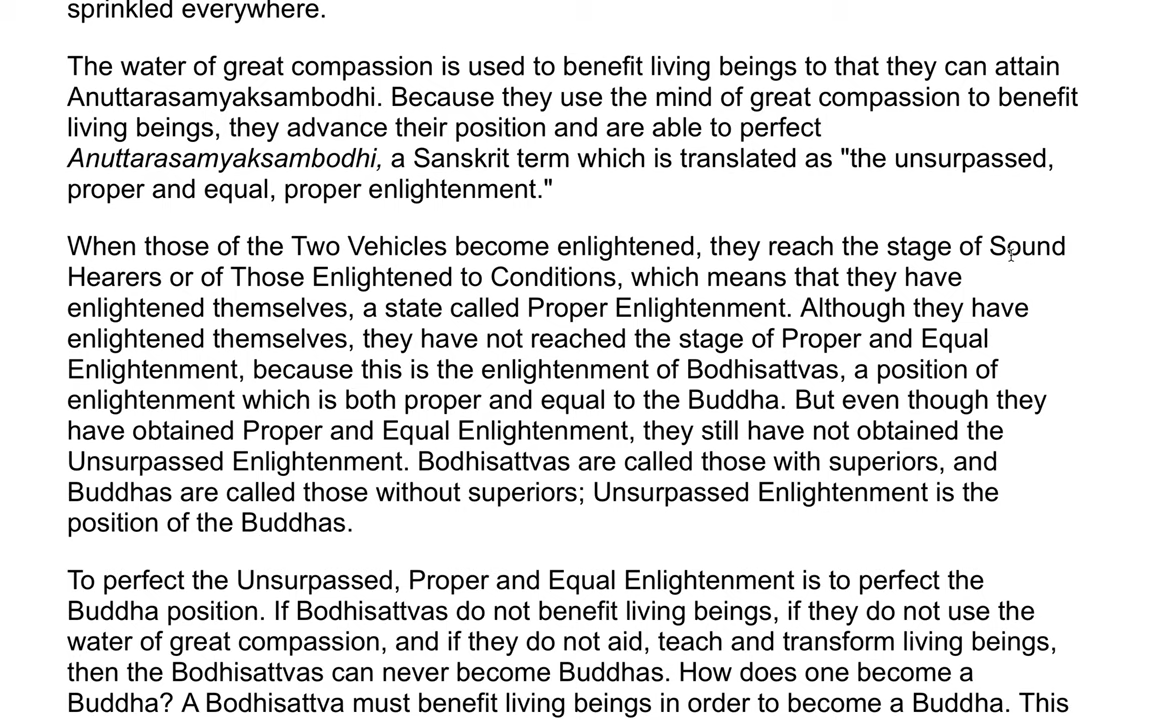 sprinkled everywhere.
The water of great compassion is used to benefit living beings to that they can attain
Anuttarasamyaksambodhi. Because they use the mind of great compassion to benefit
living beings, they advance their position and are able to perfect
Anuttarasamyaksambodhi, a Sanskrit term which is translated as "the unsurpassed,
proper and equal, proper enlightenment."
When those of the Two Vehicles become enlightened, they reach the stage of Sound
Hearers or of Those Enlightened to Conditions, which means that they have
enlightened themselves, a state called Proper Enlightenment. Although they have
enlightened themselves, they have not reached the stage of Proper and Equal
Enlightenment, because this is the enlightenment of Bodhisattvas, a position of
enlightenment which is both proper and equal to the Buddha. But even though they
have obtained Proper and Equal Enlightenment, they still have not obtained the
Unsurpassed Enlightenment. Bodhisattvas are called those with superiors, and
Buddhas are called those without superiors; Unsurpassed Enlightenment is the
position of the Buddhas.
To perfect the Unsurpassed, Proper and Equal Enlightenment is to perfect the
Buddha position. If Bodhisattvas do not benefit living beings, if they do not use the
water of great compassion, and if they do not aid, teach and transform living beings,
then the Bodhisattvas can never become Buddhas. How does one become a
Buddha? A Bodhisattva must benefit living beings in order to become a Buddha. This